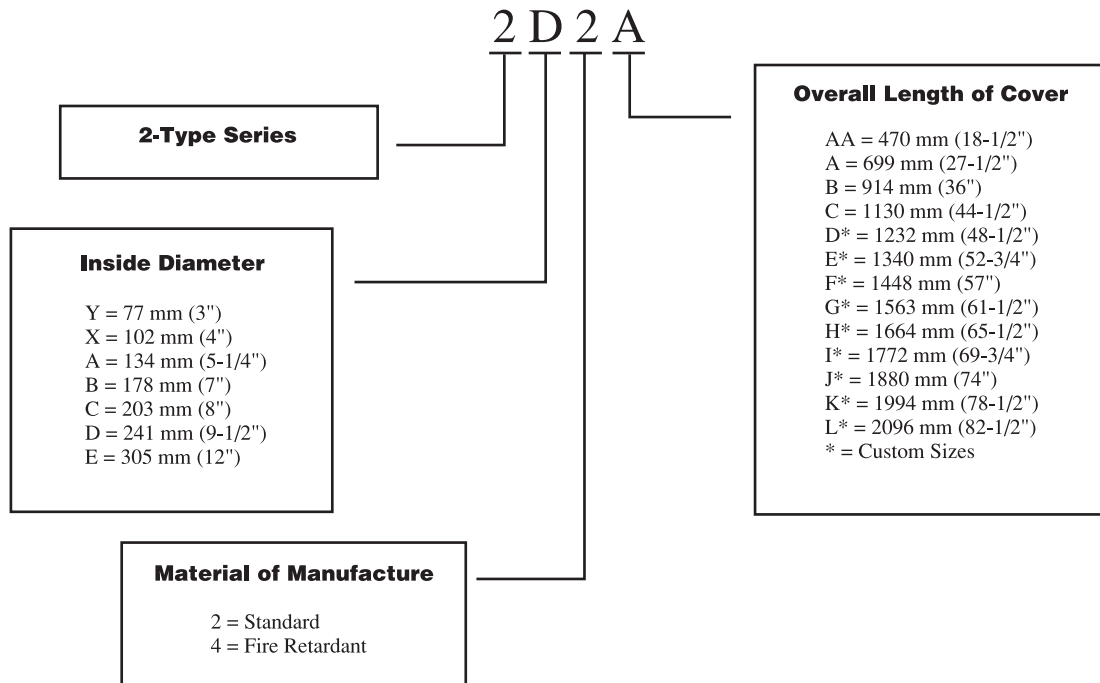 2 D 2 A
2-Type Series
Inside Diameter
Y = 77 mm (3")
X = 102 mm (4")
A = 134 mm (5-1/4")
B = 178 mm (7")
C = 203 mm (8")
D = 241 mm (9-1/2")
E = 305 mm (12")
Material of Manufacture
2 = Standard
4 = Fire Retardant
Overall Length of Cover
AA = 470 mm (18-1/2")
A = 699 mm (27-1/2")
B = 914 mm (36")
C = 1130 mm (44-1/2")
D* = 1232 mm (48-1/2")
E* = 1340 mm (52-3/4")
F* = 1448 mm (57")
G* = 1563 mm (61-1/2")
H* = 1664 mm (65-1/2")
I* = 1772 mm (69-3/4")
J* = 1880 mm (74")
K* = 1994 mm (78-1/2")
L* = 2096 mm (82-1/2")
* = Custom Sizes